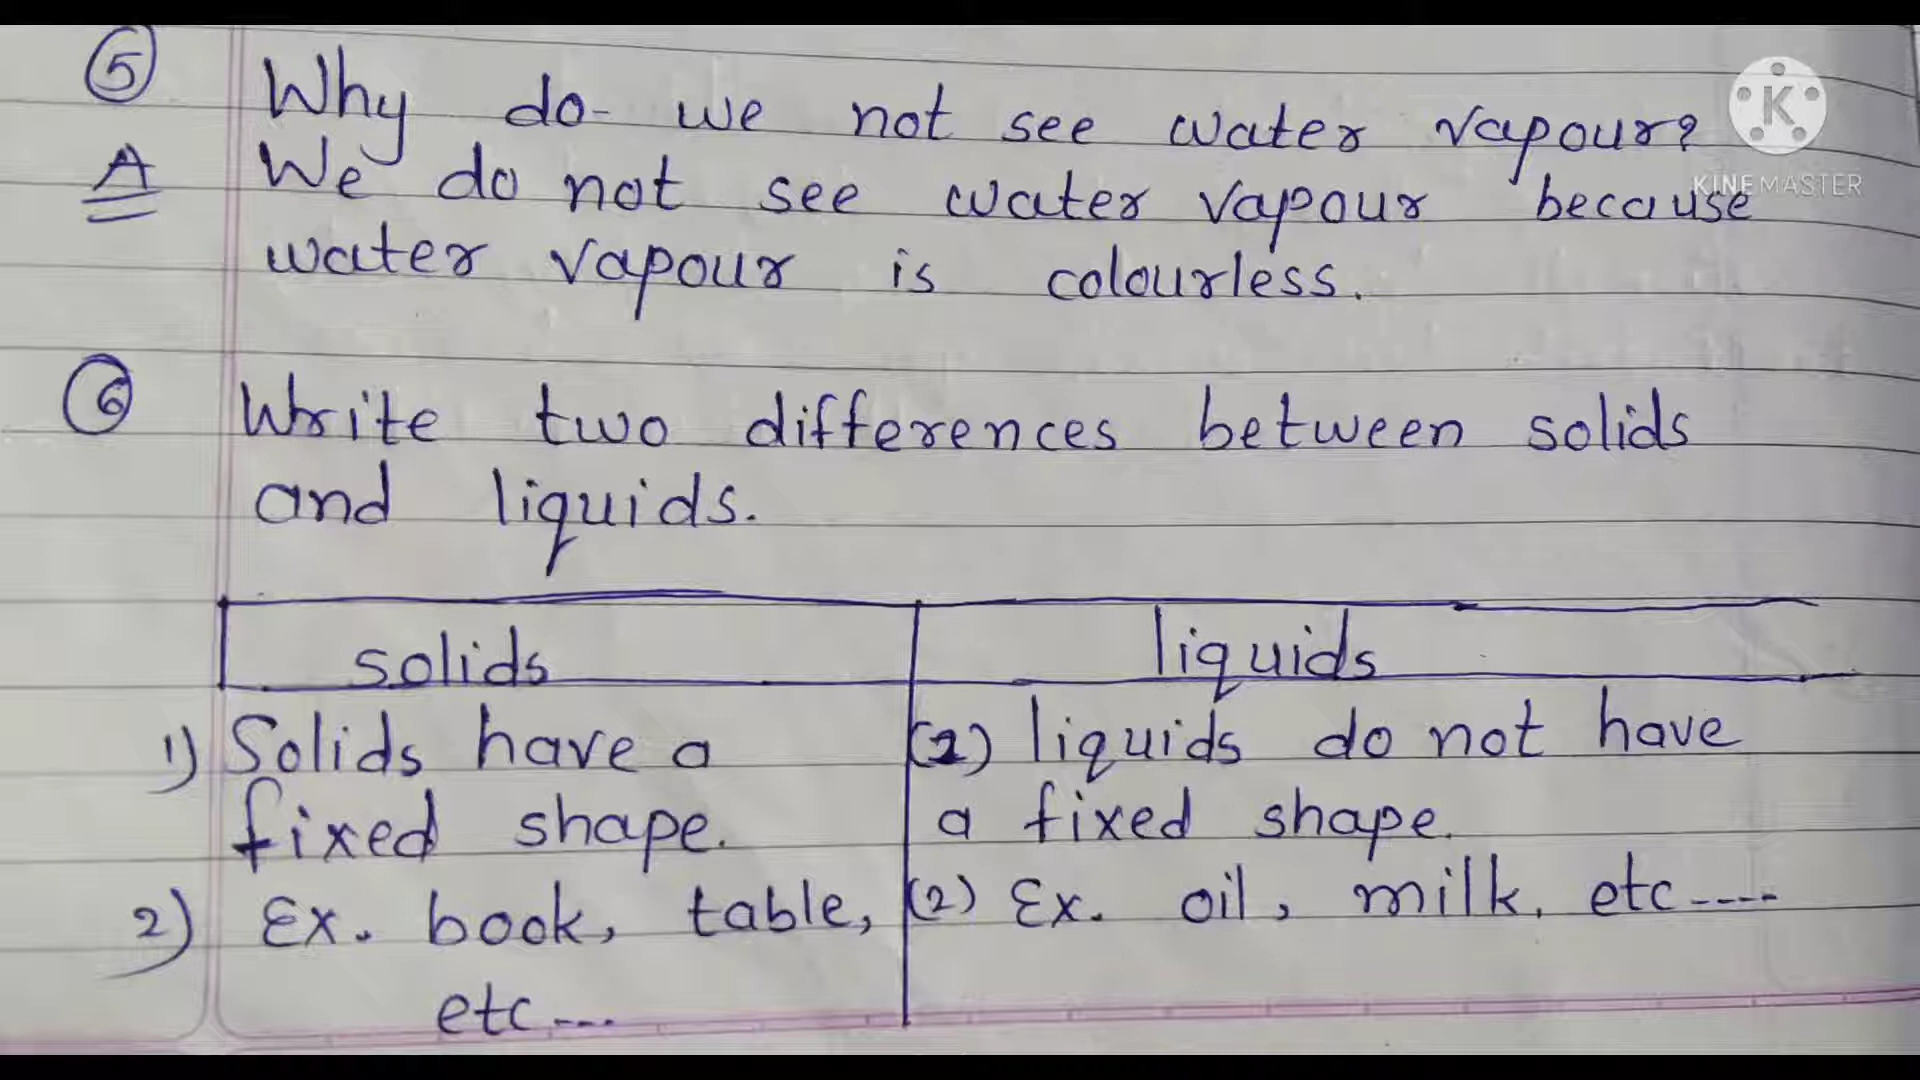 5 Why do we not see water vapour?
K
KINEMASTER
A We do not see water vapour because
water vapour is colourless.
6 Write two differences between solids
and liquids.
solids liquids
1) Solids have a (1) liquids do not have
fixed shape. a fixed shape.
2) Ex. book, table, (2) Ex. oil, milk, etc----
etc---